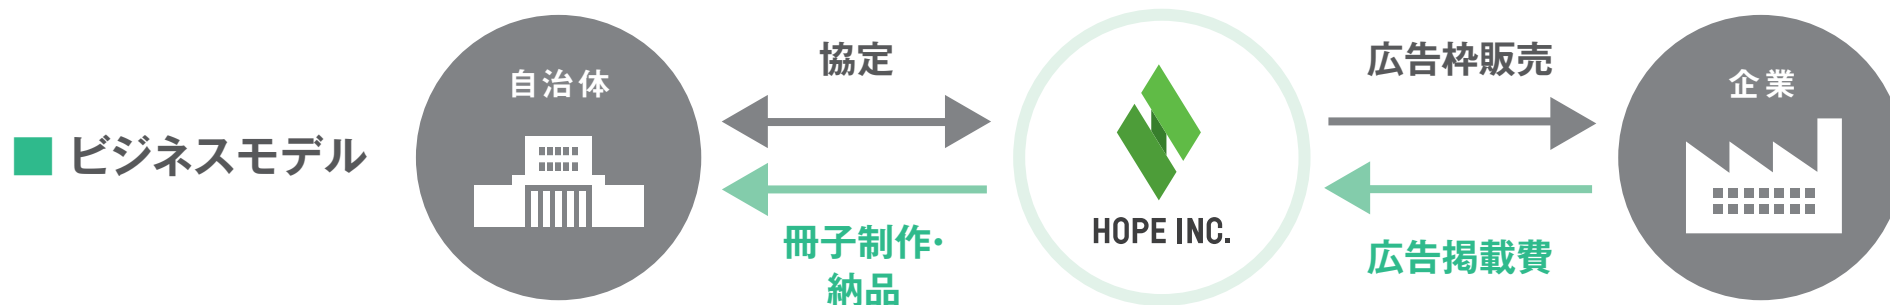 ビジネスモデル
自治体
協定
冊子制作・
納品
HOPE INC.
広告枠販売
広告掲載費
企業